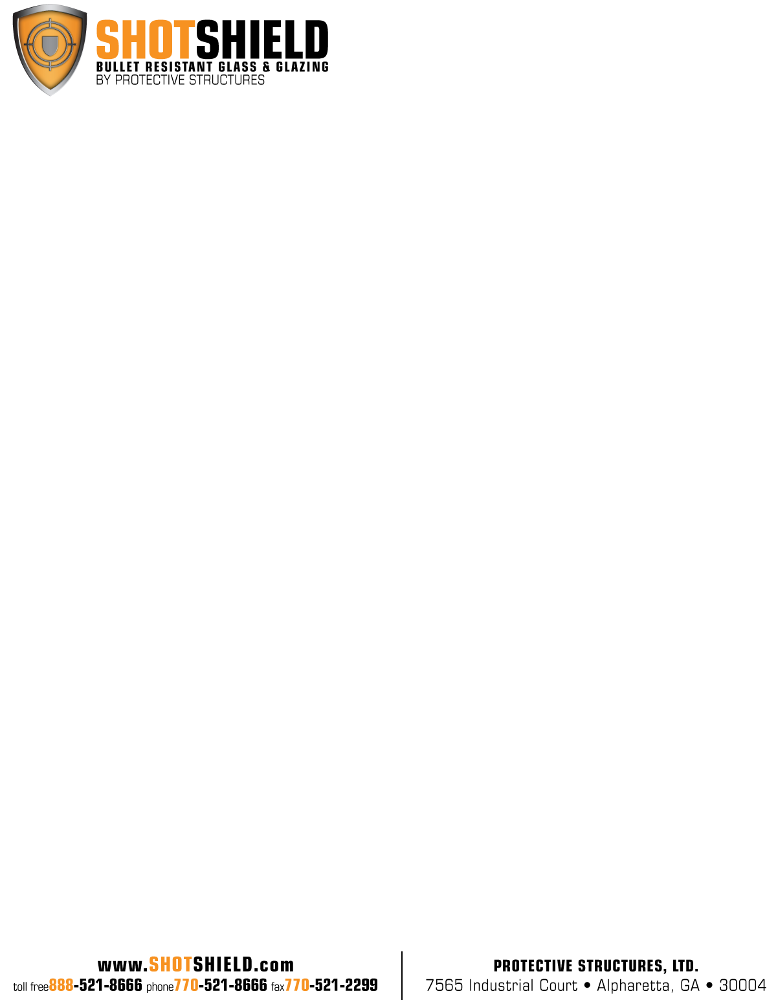 SHOTSHIELD
BULLET RESISTANT GLASS & GLAZING
BY PROTECTIVE STRUCTURES
www.SHOTSHIELD.com
toll free888-521-8666 phone770-521-8666 fax770-521-2299
PROTECTIVE STRUCTURES, LTD.
7565 Industrial Court • Alpharetta, GA • 30004